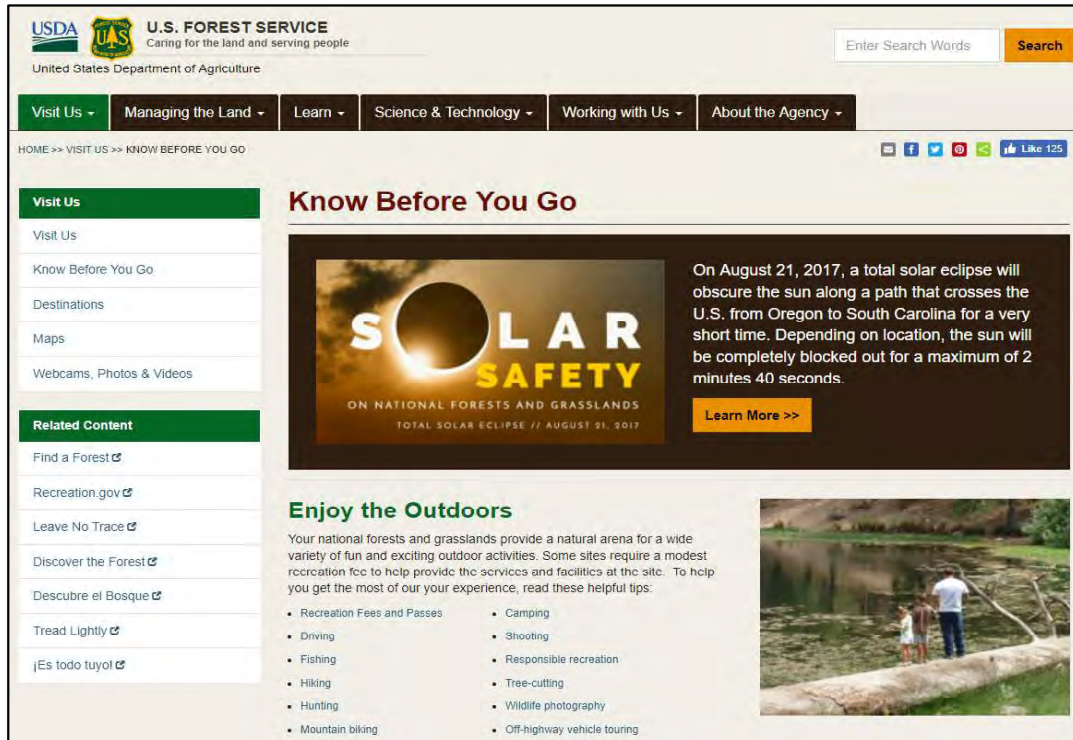 USDA
UAS
U.S. FOREST SERVICE
Caring for the land and serving people
United States Department of Agriculture
Enter Search Words
Search
Visit Us
Managing the Land
Learn
Science & Technology
Working with Us
About the Agency
HOME >> VISIT US >> KNOW BEFORE YOU GO
Like 125
Visit Us
Visit Us
Know Before You Go
Destinations
Maps
Webcams, Photos & Videos
Related Content
Find a Forest
Recreation.gov
Leave No Trace
Discover the Forest
Descubre el Bosque
Tread Lightly
¡Es todo tuyo!
Know Before You Go
SOLAR
SAFETY
ON NATIONAL FORESTS AND GRASSLANDS
TOTAL SOLAR ECLIPSE // AUGUST 21, 2017
On August 21, 2017, a total solar eclipse will
obscure the sun along a path that crosses the
U.S. from Oregon to South Carolina for a very
short time. Depending on location, the sun will
be completely blocked out for a maximum of 2
minutes 40 seconds.
Learn More >>
Enjoy the Outdoors
Your national forests and grasslands provide a natural arena for a wide
variety of fun and exciting outdoor activities. Some sites require a modest
recreation fee to help provide the services and facilities at the site. To help
you get the most of our your experience, read these helpful tips:
Recreation Fees and Passes
Driving
Fishing
Hiking
Hunting
Mountain biking
Camping
Shooting
Responsible recreation
Tree-cutting
Wildlife photography
Off-highway vehicle touring